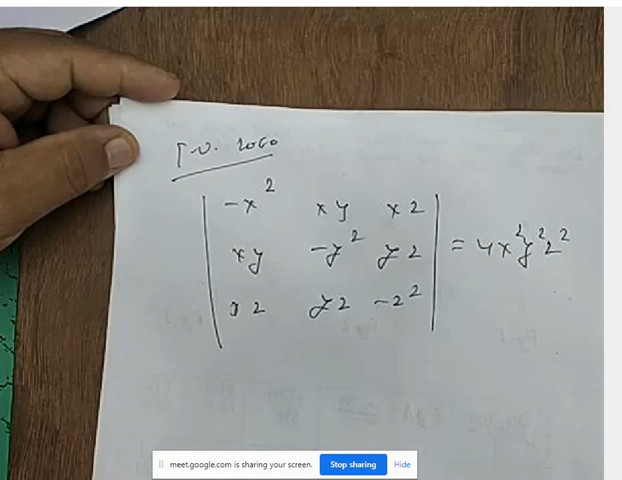 T.U. 2060
-x² xy xz
xy -y² yz = 4x²y²z²
xz yz -z²
meet.google.com is sharing your screen. Stop sharing Hide